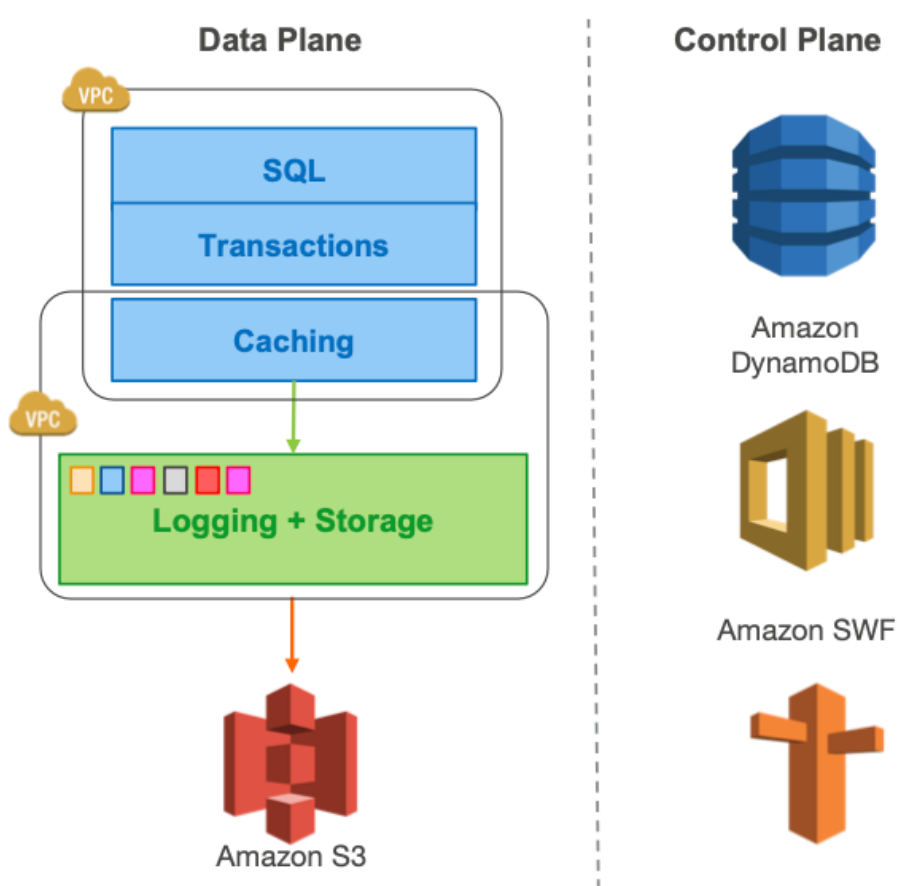 Data Plane
Control Plane
VPC
SQL
Transactions
Caching
VPC
Logging + Storage
Amazon S3
Amazon
DynamoDB
Amazon SWF